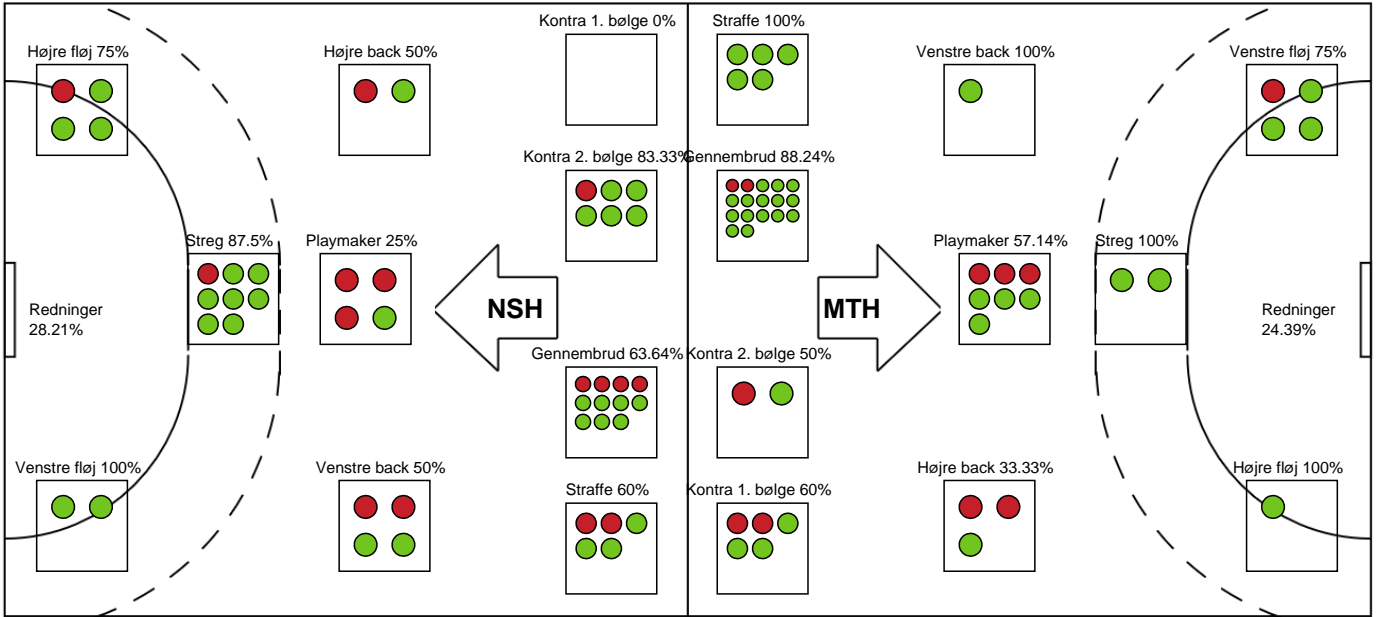 Kontra 1. bølge 0%
Straffe 100%
Højre fløj 75%
Højre back 50%
Venstre back 100%
Venstre fløj 75%
Kontra 2. bølge 83.33%
Gennembrud 88.24%
Streg 87.5%
Playmaker 25%
Playmaker 57.14%
Streg 100%
Redninger
28.21%
NSH
MTH
Redninger
24.39%
Gennembrud 63.64%
Kontra 2. bølge 50%
Venstre fløj 100%
Venstre back 50%
Straffe 60%
Kontra 1. bølge 60%
Højre back 33.33%
Højre fløj 100%